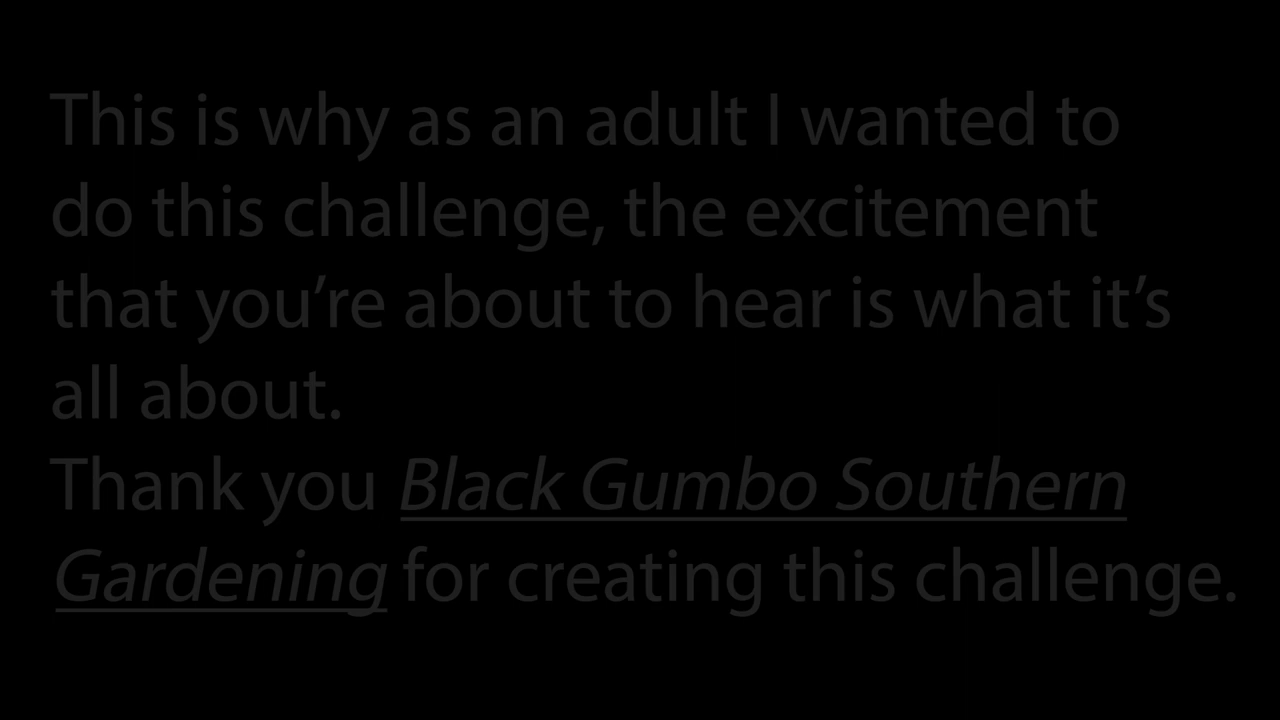 This is why as an adult I wanted to
do this challenge, the excitement
that you’re about to hear is what it’s
all about.
Thank you Black Gumbo Southern
Gardening for creating this challenge.